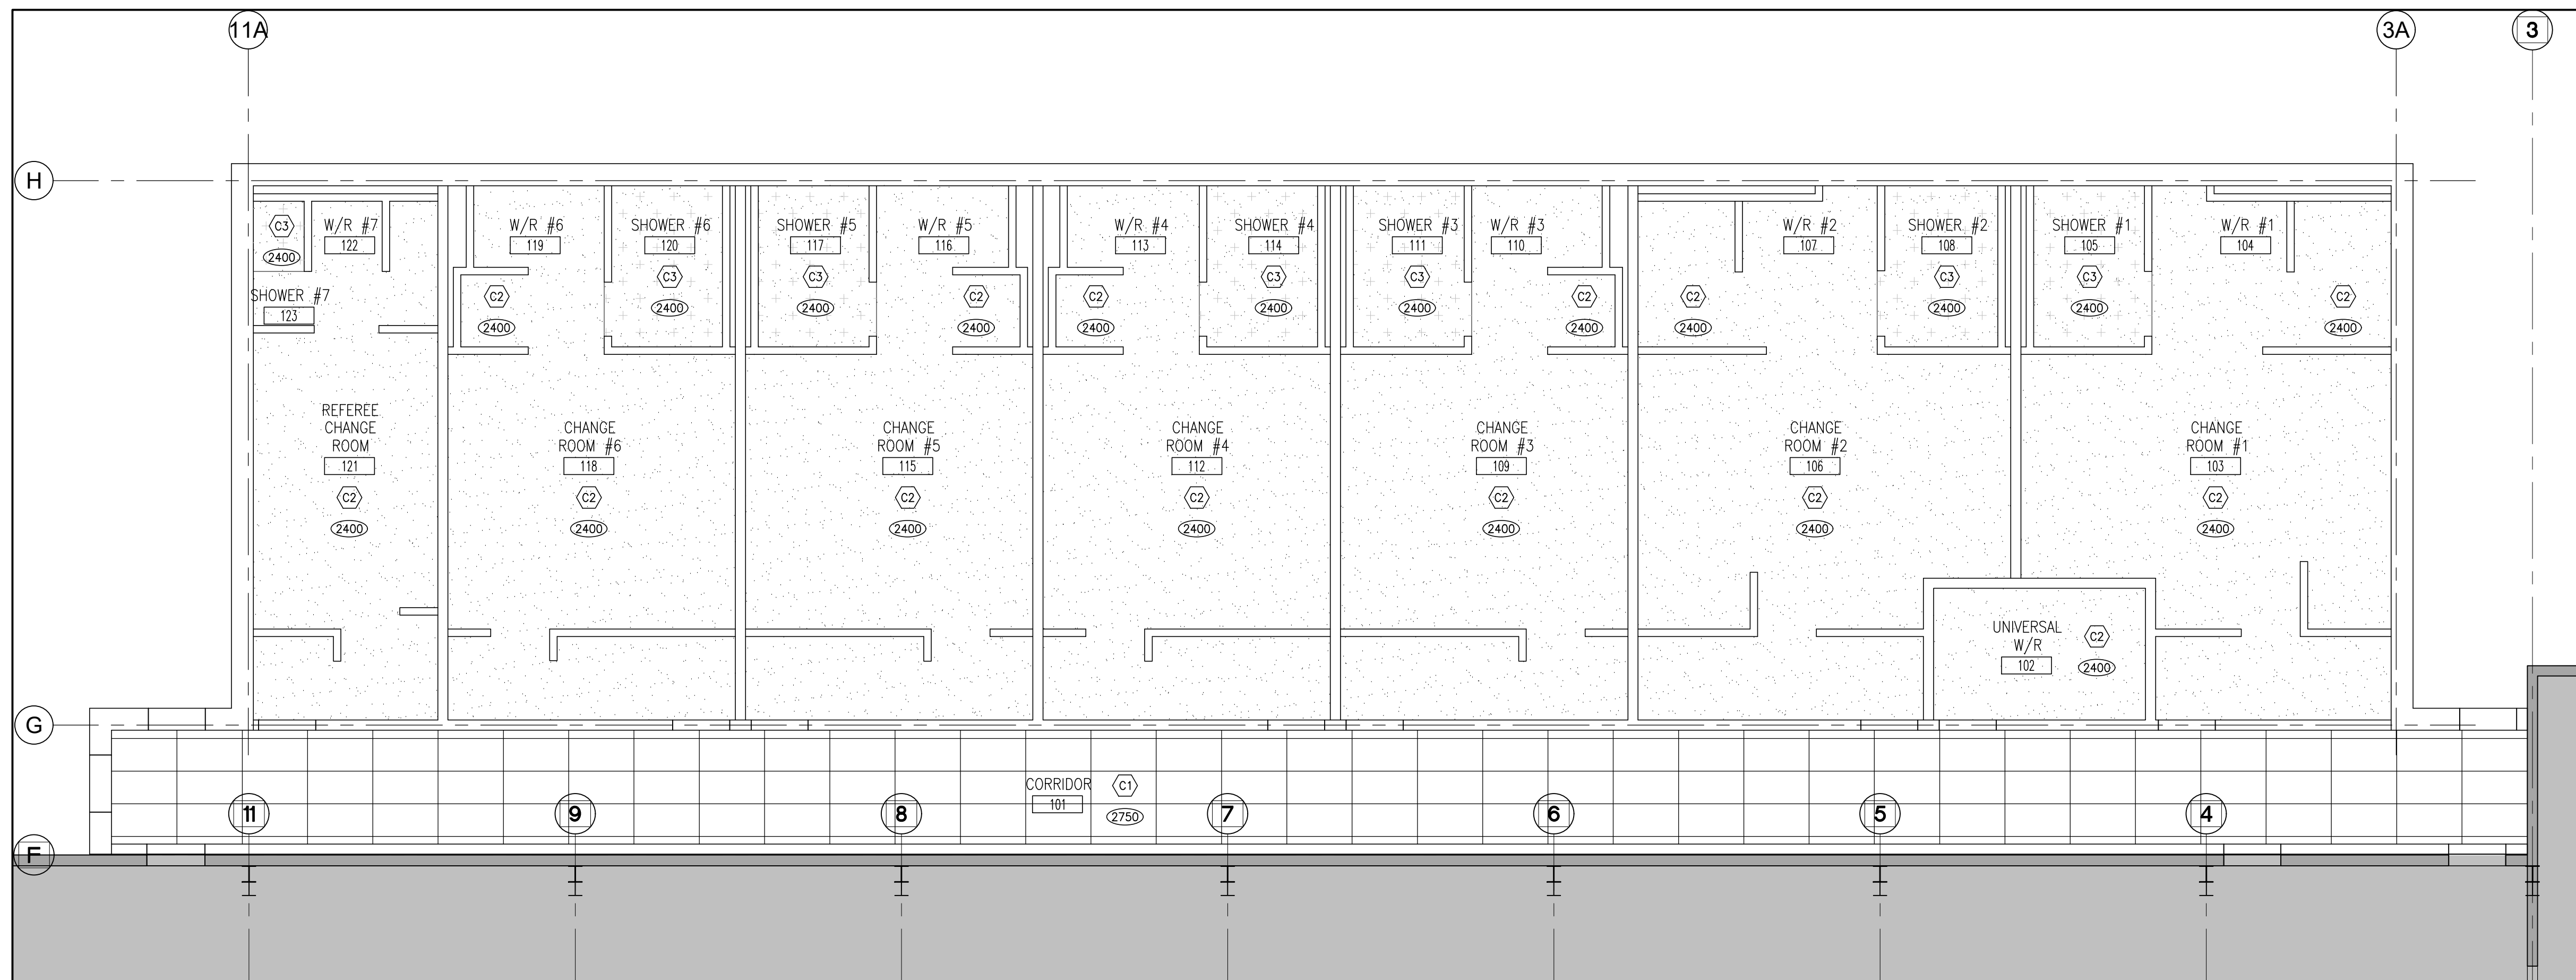 11A
3A
3
H
W/R #7
122
C3
2400
SHOWER #7
123
W/R #6
119
C2
2400
SHOWER #6
120
C3
2400
SHOWER #5
117
C3
2400
W/R #5
116
C2
2400
W/R #4
113
C2
2400
SHOWER #4
114
C3
2400
SHOWER #3
111
C3
2400
W/R #3
110
C2
2400
C2
2400
W/R #2
107
SHOWER #2
108
C3
2400
SHOWER #1
105
C3
2400
W/R #1
104
C2
2400
REFEREE
CHANGE
ROOM
121
C2
2400
CHANGE
ROOM #6
118
C2
2400
CHANGE
ROOM #5
115
C2
2400
CHANGE
ROOM #4
112
C2
2400
CHANGE
ROOM #3
109
C2
2400
CHANGE
ROOM #2
106
C2
2400
CHANGE
ROOM #1
103
C2
2400
UNIVERSAL
W/R
102
C2
2400
G
CORRIDOR
101
C1
2750
11
9
8
7
6
5
4
F